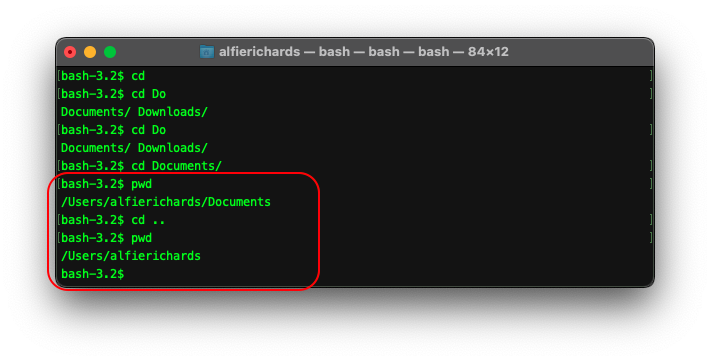 alfierichards — bash — bash — bash — 84×12
[bash-3.2$ cd ]
[bash-3.2$ cd Do ]
Documents/ Downloads/
[bash-3.2$ cd Do ]
Documents/ Downloads/
[bash-3.2$ cd Documents/ ]
[bash-3.2$ pwd ]
/Users/alfierichards/Documents
[bash-3.2$ cd .. ]
[bash-3.2$ pwd ]
/Users/alfierichards
bash-3.2$